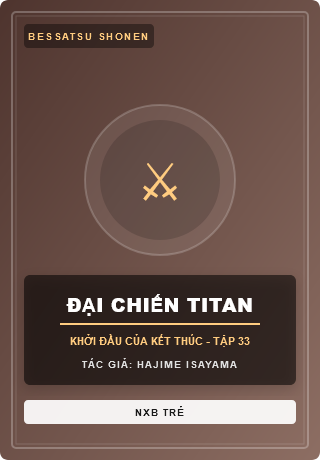 BESSATSU SHONEN
ĐẠI CHIẾN TITAN
KHỞI ĐẦU CỦA KẾT THÚC - TẬP 33
TÁC GIẢ: HAJIME ISAYAMA
NXB TRẺ